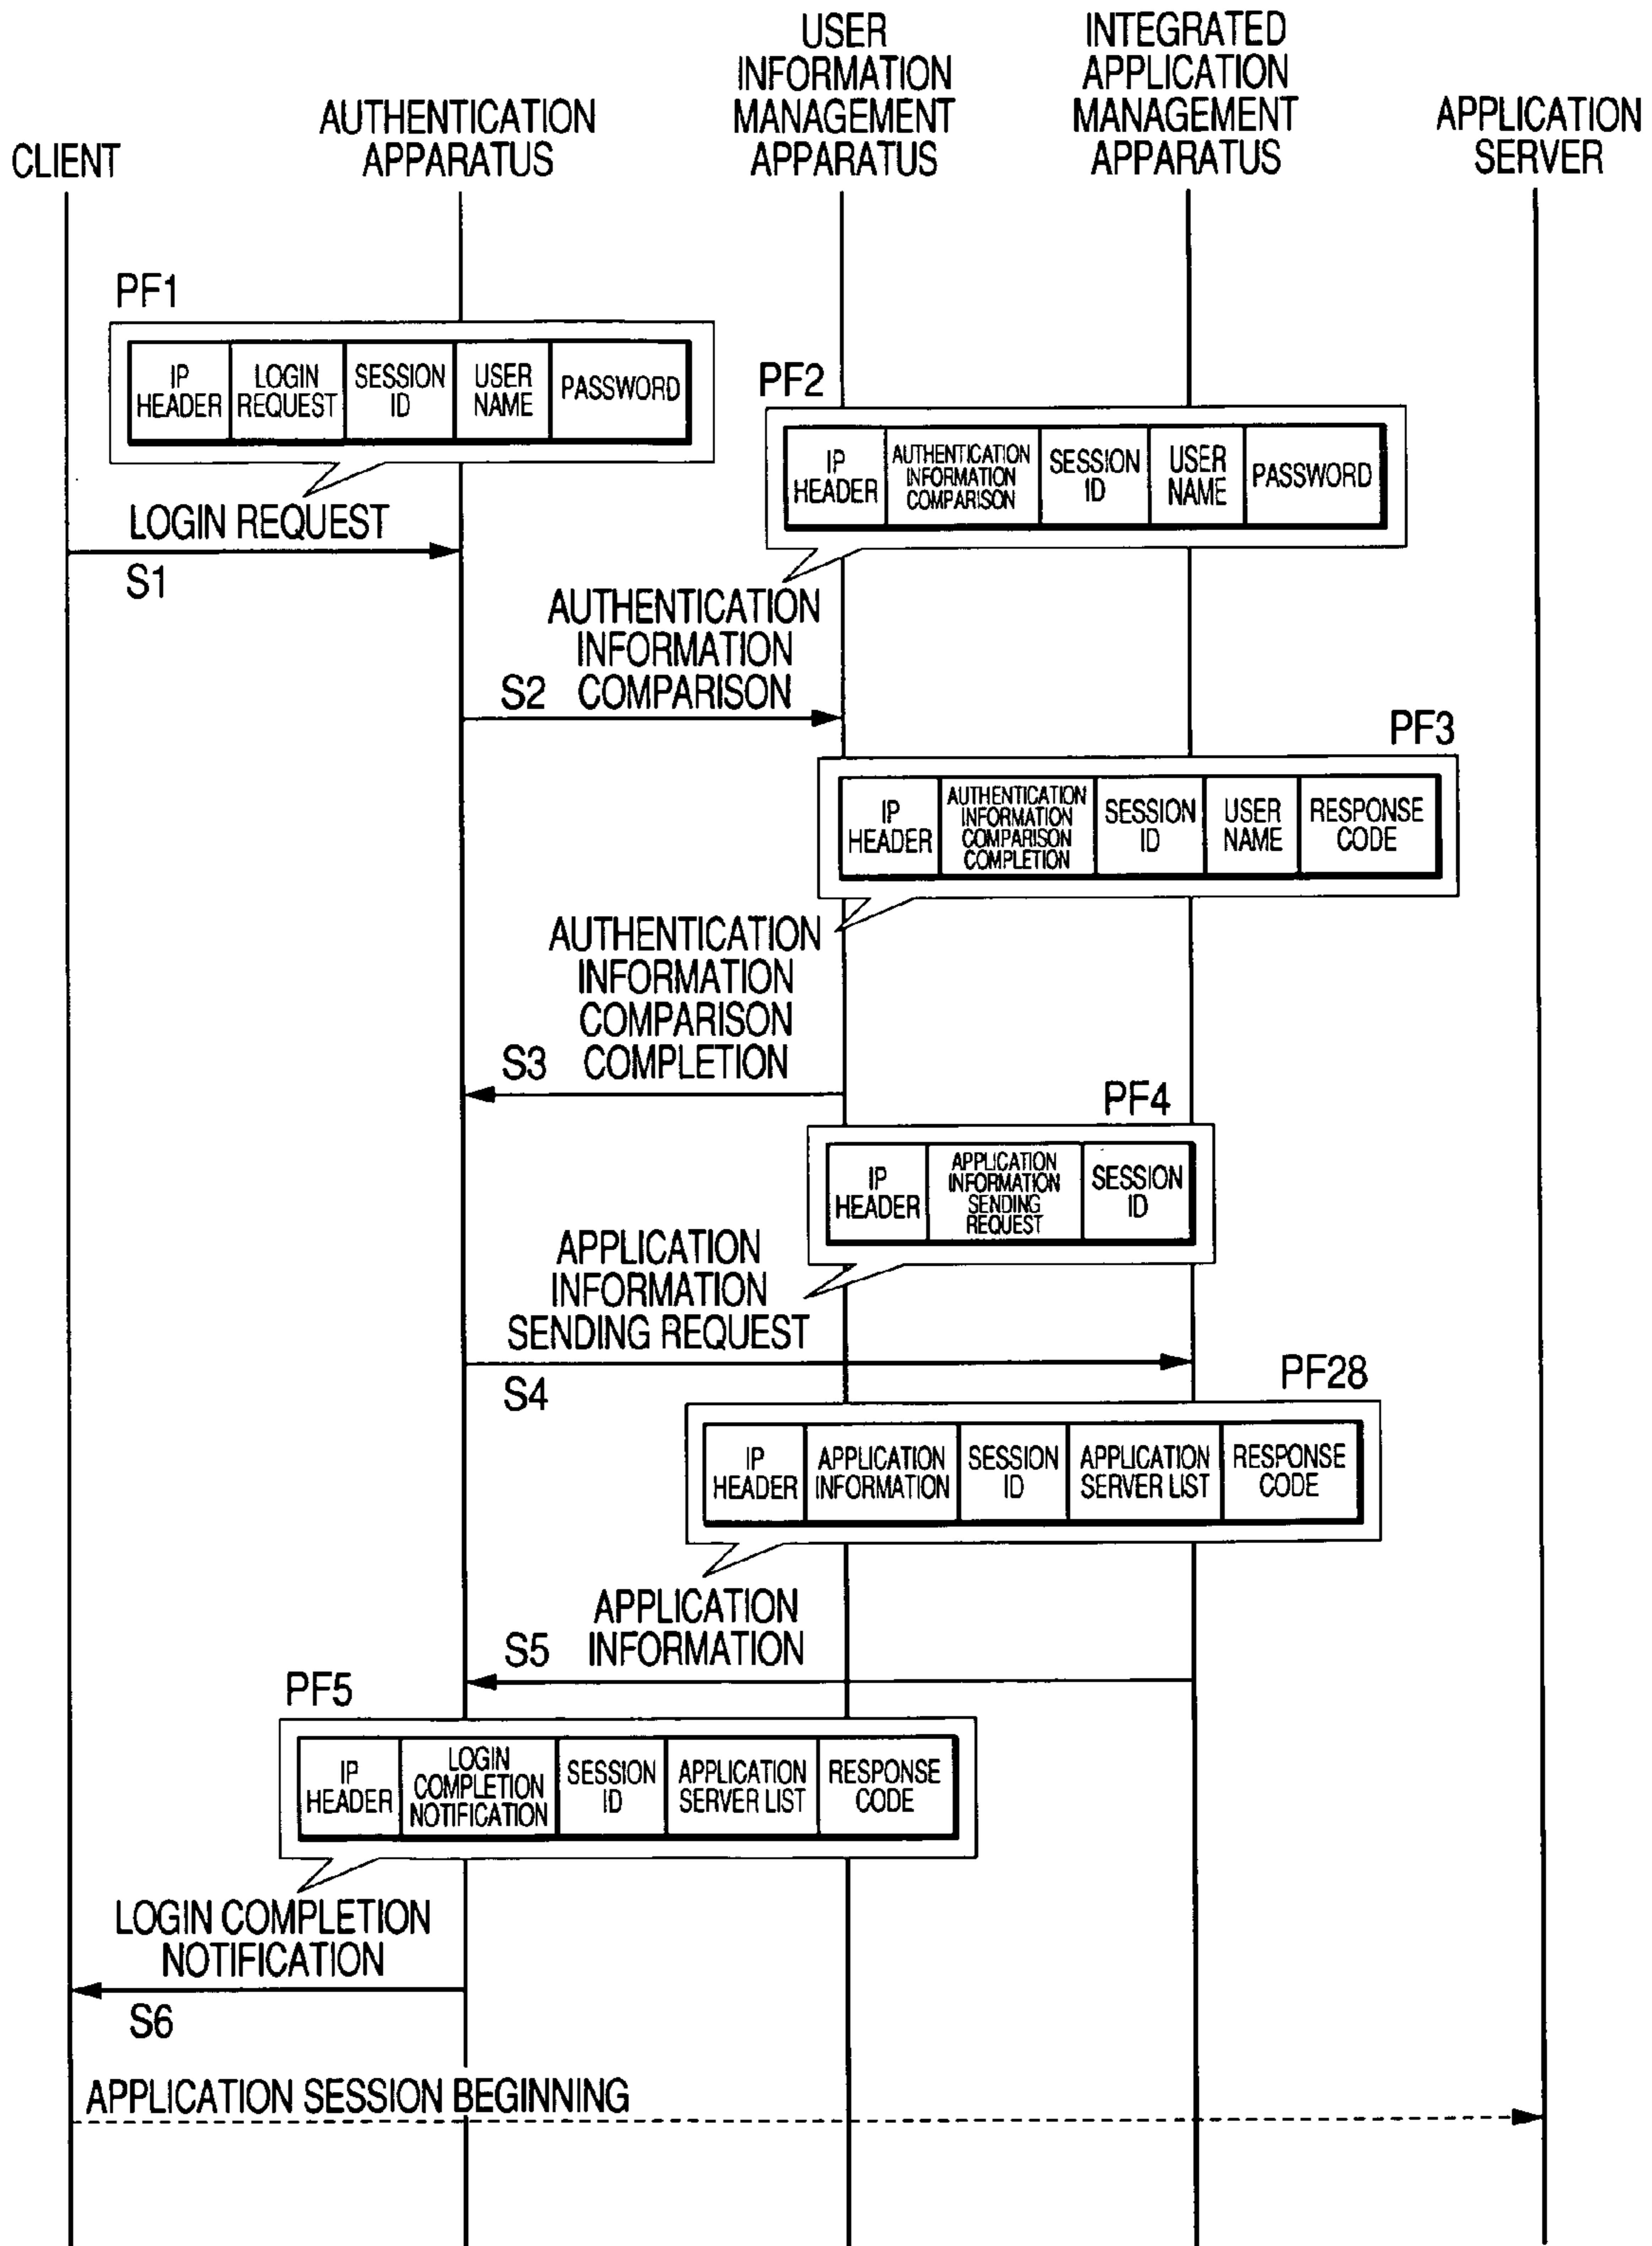 USER
INFORMATION
MANAGEMENT
APPARATUS
INTEGRATED
APPLICATION
MANAGEMENT
APPARATUS
CLIENT
AUTHENTICATION
APPARATUS
APPLICATION
SERVER
PF1
IP
HEADER
LOGIN
REQUEST
SESSION
ID
USER
NAME
PASSWORD
LOGIN REQUEST
S1
PF2
IP
HEADER
AUTHENTICATION
INFORMATION
COMPARISON
SESSION
ID
USER
NAME
PASSWORD
AUTHENTICATION
INFORMATION
S2 COMPARISON
PF3
IP
HEADER
AUTHENTICATION
INFORMATION
COMPARISON
COMPLETION
SESSION
ID
USER
NAME
RESPONSE
CODE
AUTHENTICATION
INFORMATION
COMPARISON
S3 COMPLETION
PF4
IP
HEADER
APPLICATION
INFORMATION
SENDING
REQUEST
SESSION
ID
APPLICATION
INFORMATION
SENDING REQUEST
S4
PF28
IP
HEADER
APPLICATION
INFORMATION
SESSION
ID
APPLICATION
SERVER LIST
RESPONSE
CODE
APPLICATION
S5 INFORMATION
PF5
IP
HEADER
LOGIN
COMPLETION
NOTIFICATION
SESSION
ID
APPLICATION
SERVER LIST
RESPONSE
CODE
LOGIN COMPLETION
NOTIFICATION
S6
APPLICATION SESSION BEGINNING